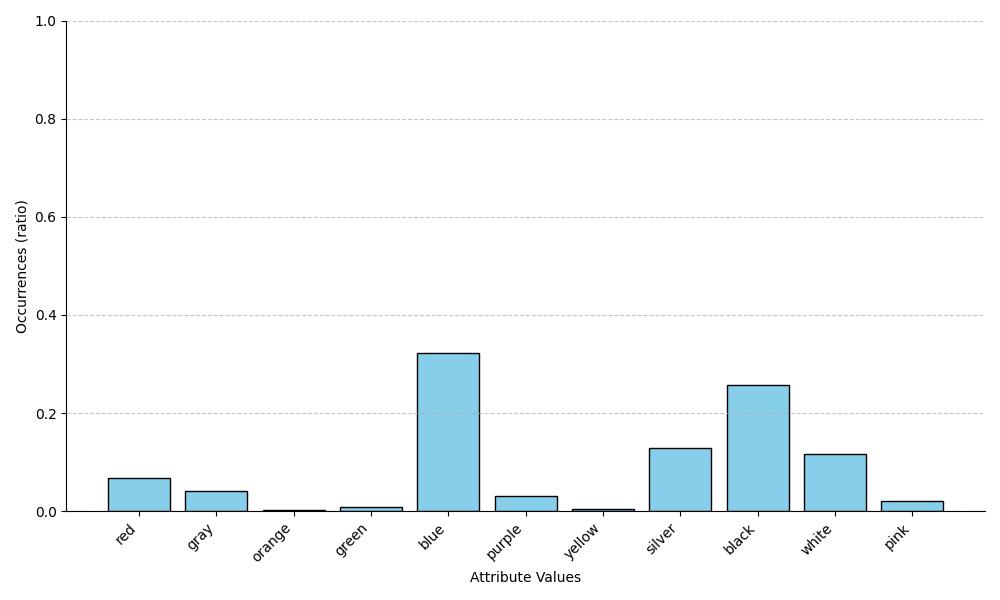 1.0
0.8
0.6
0.4
0.2
0.0
Occurrences (ratio)
red
gray
orange
green
blue
purple
yellow
silver
black
white
pink
Attribute Values